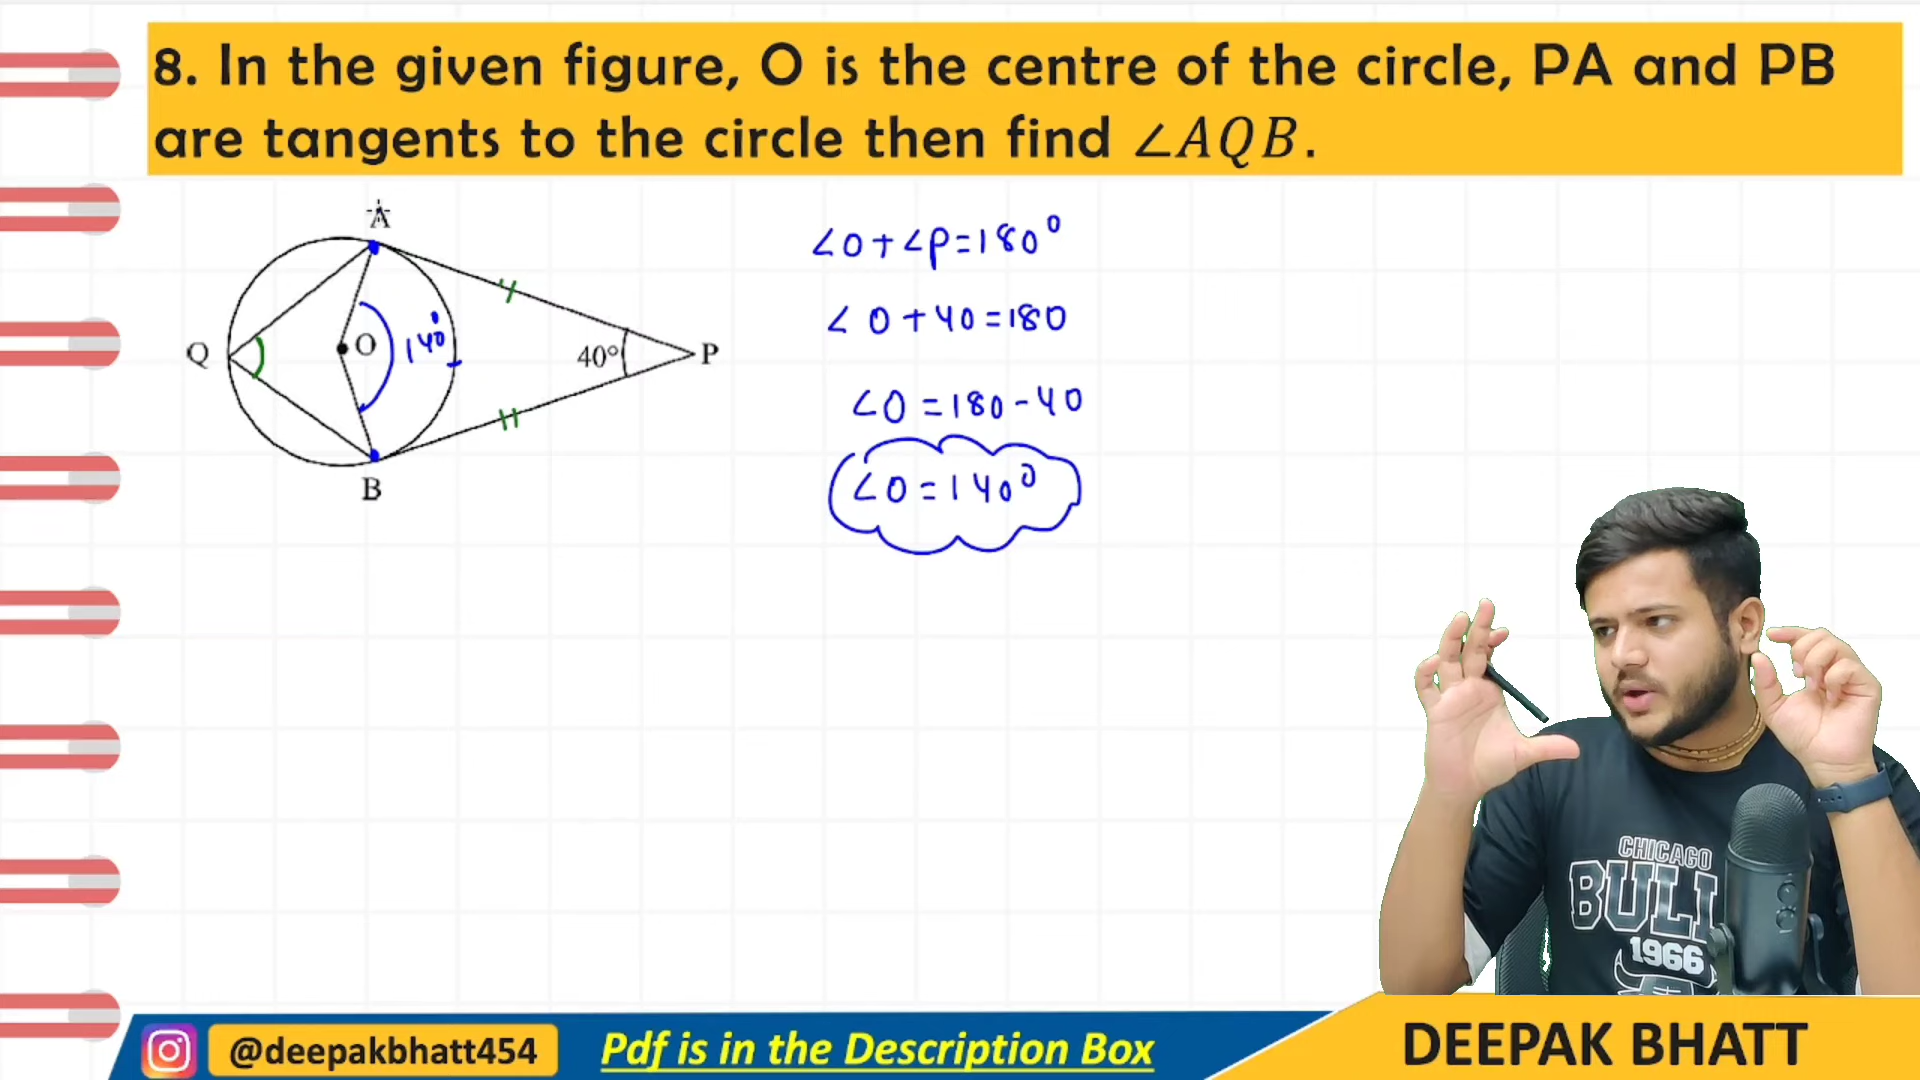 8. In the given figure, O is the centre of the circle, PA and PB
are tangents to the circle then find ∠AQB.
A
Q
O
140°
40°
P
B
∠O+∠P=180°
∠O+40=180
∠O=180-40
∠O=140°
CHICAGO
BULL
1966
@deepakbhatt454
Pdf is in the Description Box
DEEPAK BHATT